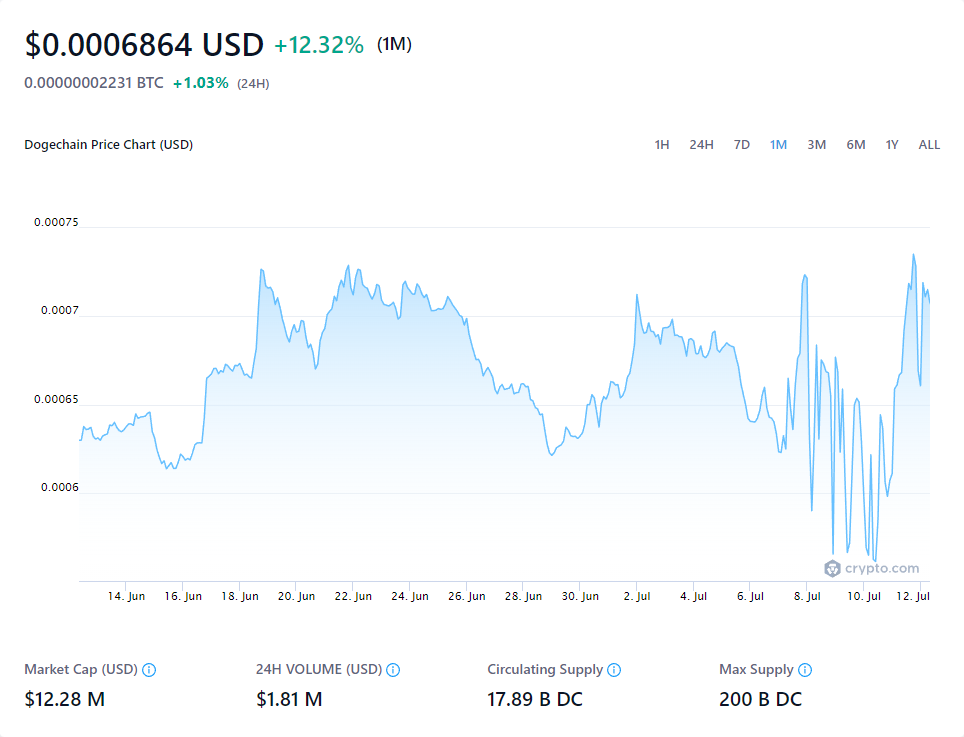 $0.0006864 USD +12.32% (1M)
0.00000002231 BTC +1.03% (24H)
Dogechain Price Chart (USD) 1H 24H 7D 1M 3M 6M 1Y ALL
0.00075
0.0007
0.00065
0.0006
crypto.com
14. Jun 16. Jun 18. Jun 20. Jun 22. Jun 24. Jun 26. Jun 28. Jun 30. Jun 2. Jul 4. Jul 6. Jul 8. Jul 10. Jul 12. Jul
Market Cap (USD) 24H VOLUME (USD) Circulating Supply Max Supply
$12.28 M $1.81 M 17.89 B DC 200 B DC